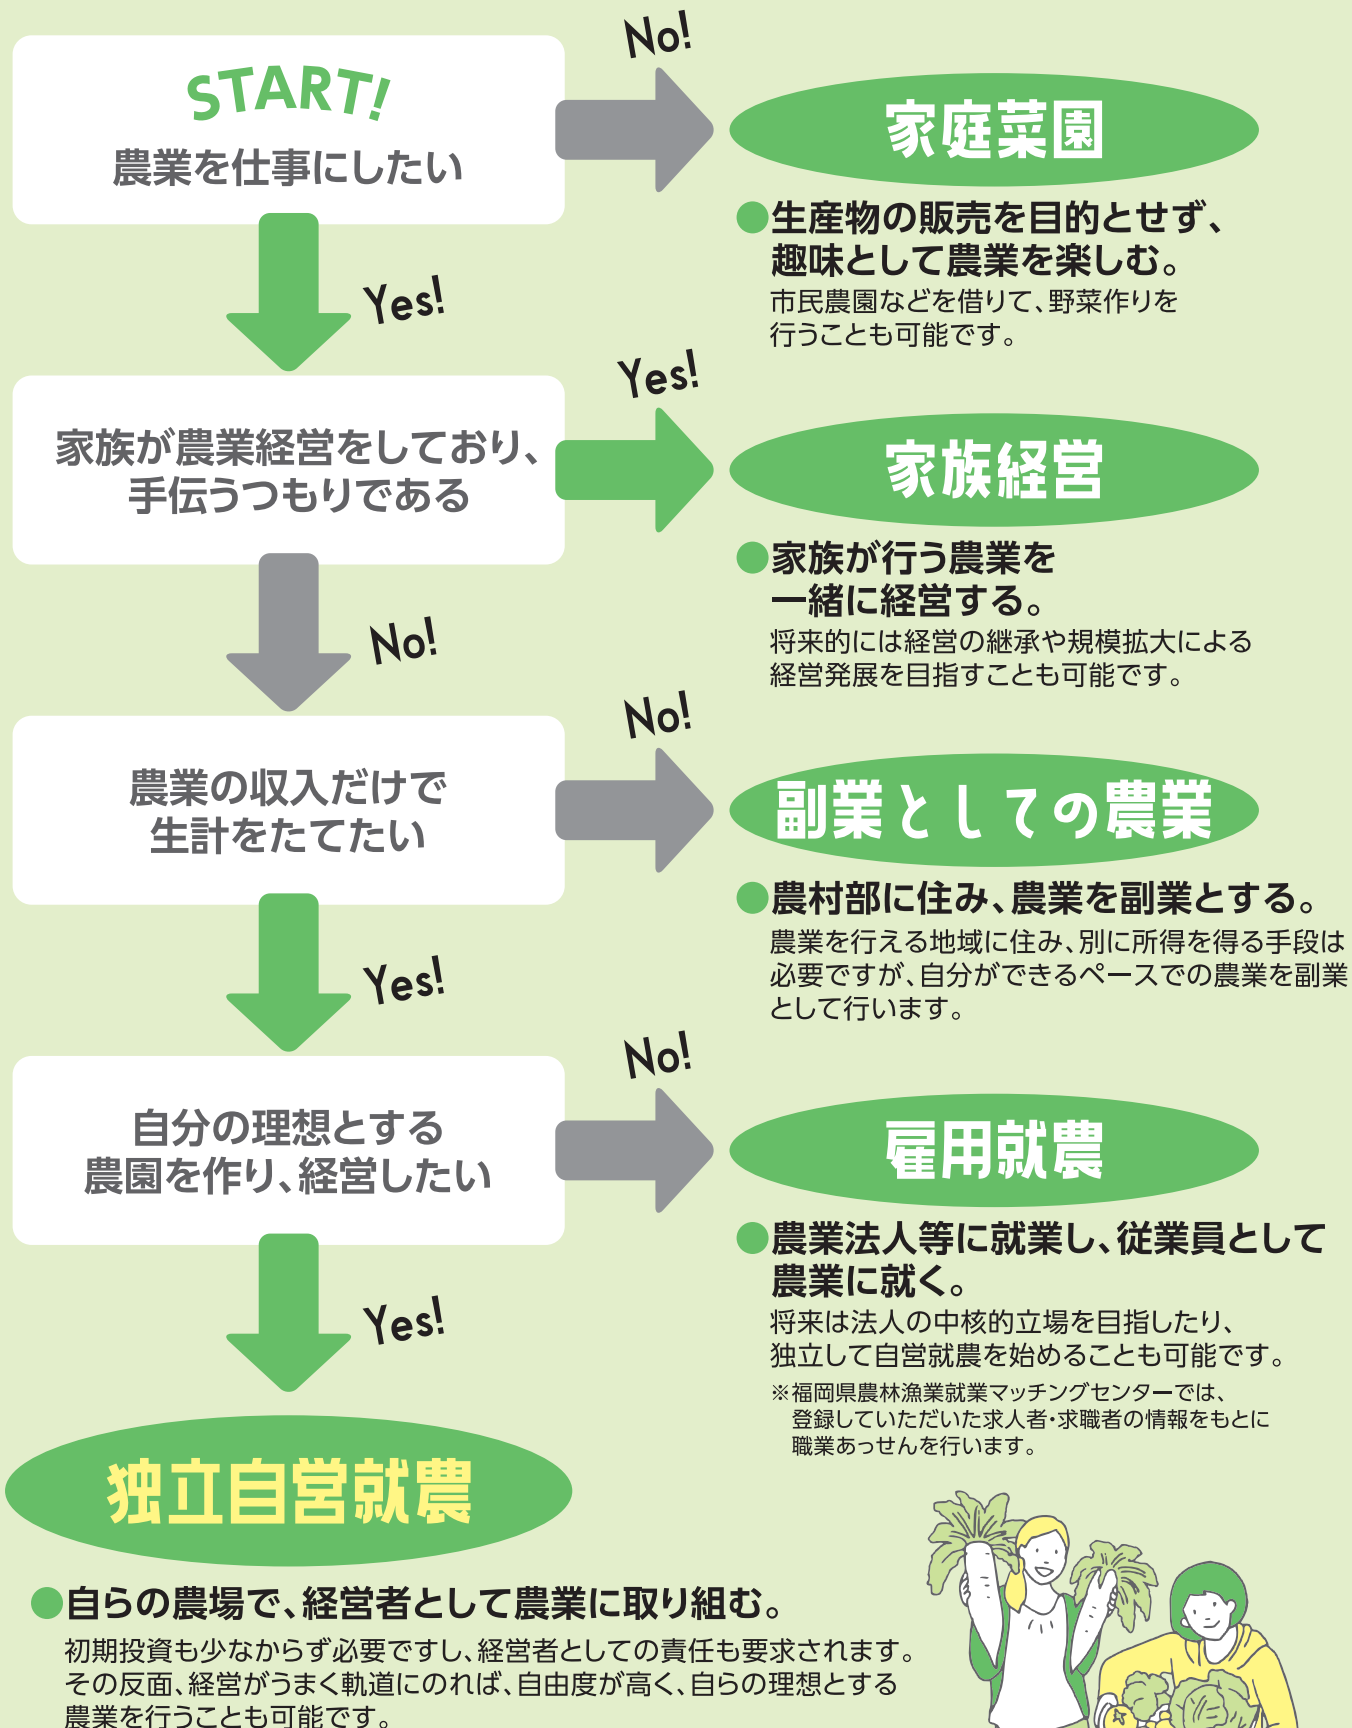 START!
農業を仕事にしたい
No!
家庭菜園
●生産物の販売を目的とせず、
趣味として農業を楽しむ。
市民農園などを借りて、野菜作りを
行うことも可能です。
Yes!
家族が農業経営をしており、
手伝うつもりである
Yes!
家族経営
●家族が行う農業を
一緒に経営する。
将来的には経営の継承や規模拡大による
経営発展を目指すことも可能です。
No!
農業の収入だけで
生計をたてたい
No!
副業としての農業
●農村部に住み、農業を副業とする。
農業を行える地域に住み、別に所得を得る手段は
必要ですが、自分ができるペースでの農業を副業
として行います。
Yes!
自分の理想とする
農園を作り、経営したい
No!
雇用就農
●農業法人等に就業し、従業員として
農業に就く。
将来は法人の中核的立場を目指したり、
独立して自営就農を始めることも可能です。
※福岡県農林漁業就業マッチングセンターでは、
登録していただいた求人者・求職者の情報をもとに
職業あっせんを行います。
Yes!
独立自営就農
●自らの農場で、経営者として農業に取り組む。
初期投資も少なからず必要ですし、経営者としての責任も要求されます。
その反面、経営がうまく軌道にのれば、自由度が高く、自らの理想とする
農業を行うことも可能です。